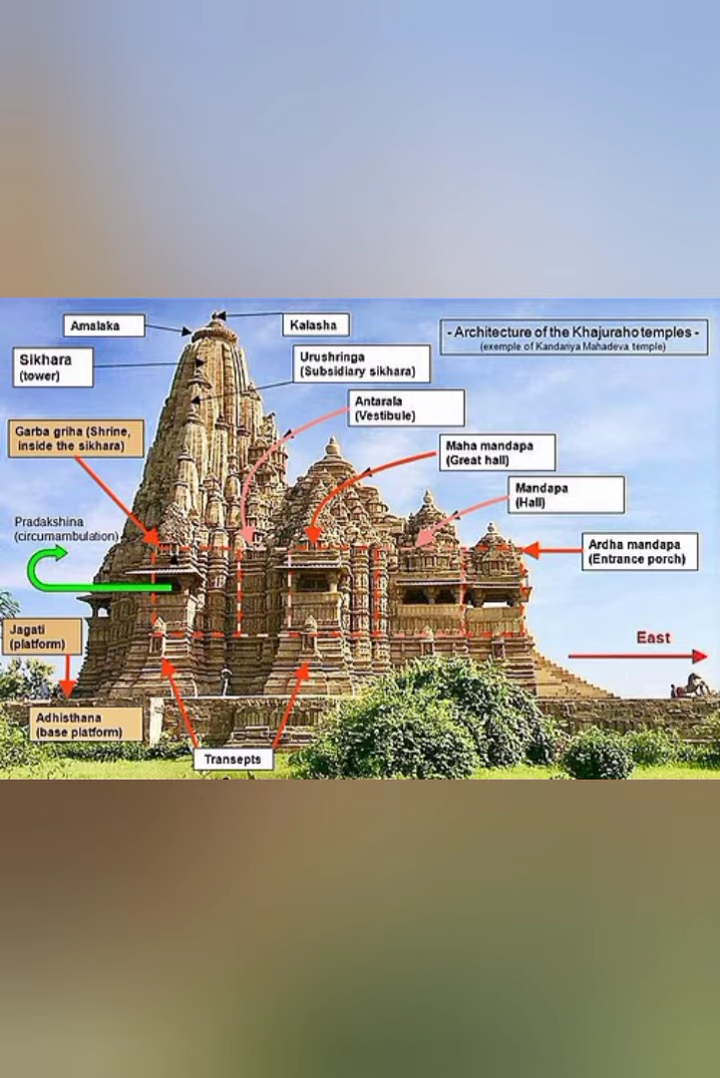 - Architecture of the Khajuraho temples -
(exemple of Kandariya Mahadeva temple)
Amalaka
Kalasha
Sikhara
(tower)
Urushringa
(Subsidiary sikhara)
Antarala
(Vestibule)
Garba griha (Shrine,
inside the sikhara)
Maha mandapa
(Great hall)
Mandapa
(Hall)
Pradakshina
(circumambulation)
Ardha mandapa
(Entrance porch)
Jagati
(platform)
East
Adhisthana
(base platform)
Transepts